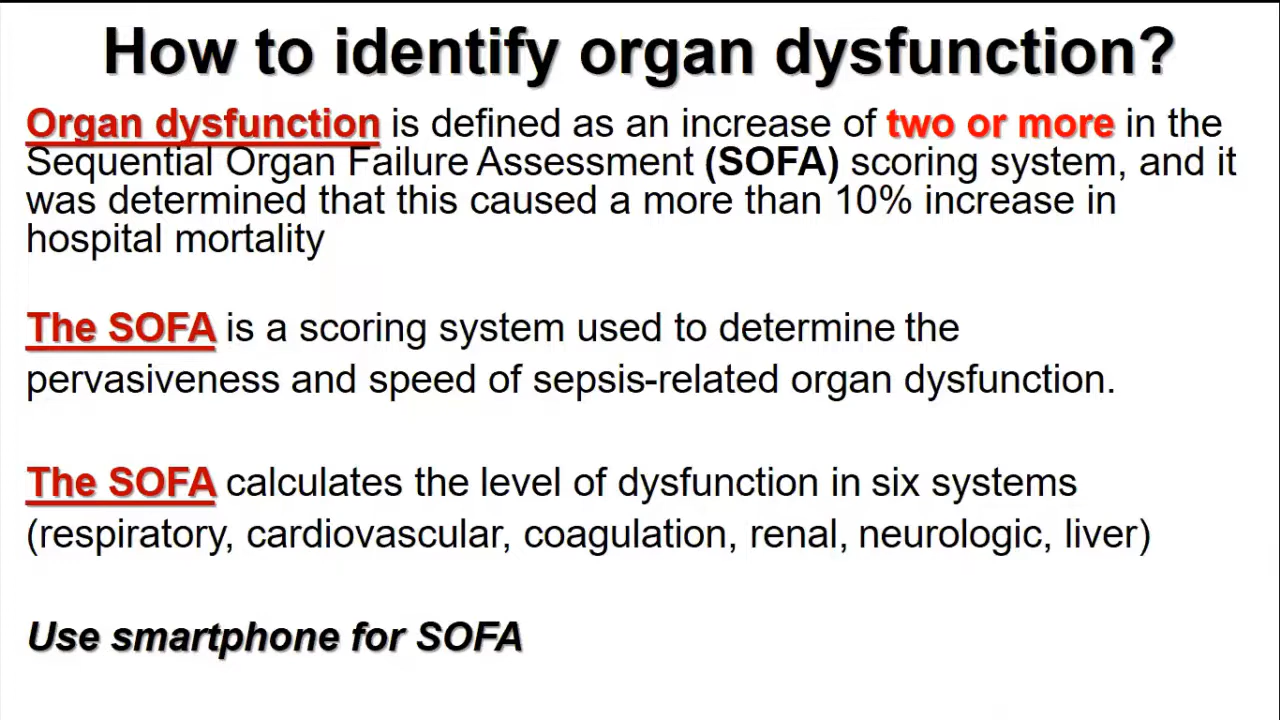 How to identify organ dysfunction?
Organ dysfunction is defined as an increase of two or more in the
Sequential Organ Failure Assessment (SOFA) scoring system, and it
was determined that this caused a more than 10% increase in
hospital mortality
The SOFA is a scoring system used to determine the
pervasiveness and speed of sepsis-related organ dysfunction.
The SOFA calculates the level of dysfunction in six systems
(respiratory, cardiovascular, coagulation, renal, neurologic, liver)
Use smartphone for SOFA